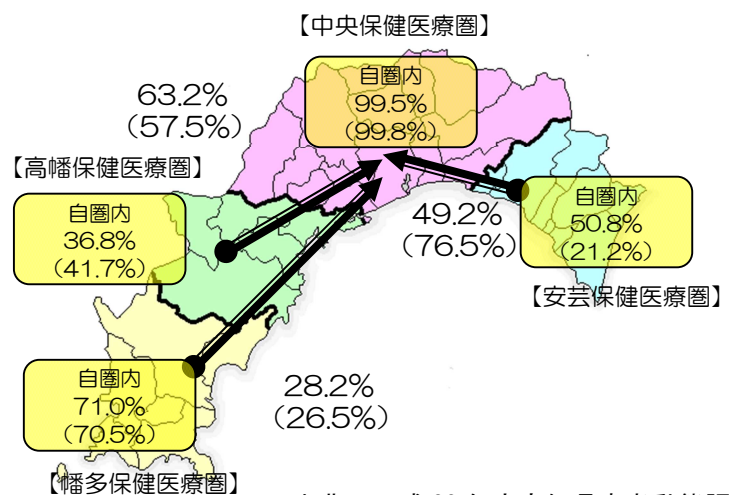 【中央保健医療圏】
自圏内
99.5%
(99.8%)
63.2%
(57.5%)
【高幡保健医療圏】
自圏内
36.8%
(41.7%)
49.2%
(76.5%)
自圏内
50.8%
(21.2%)
【安芸保健医療圏】
自圏内
71.0%
(70.5%)
28.2%
(26.5%)
【幡多保健医療圏】